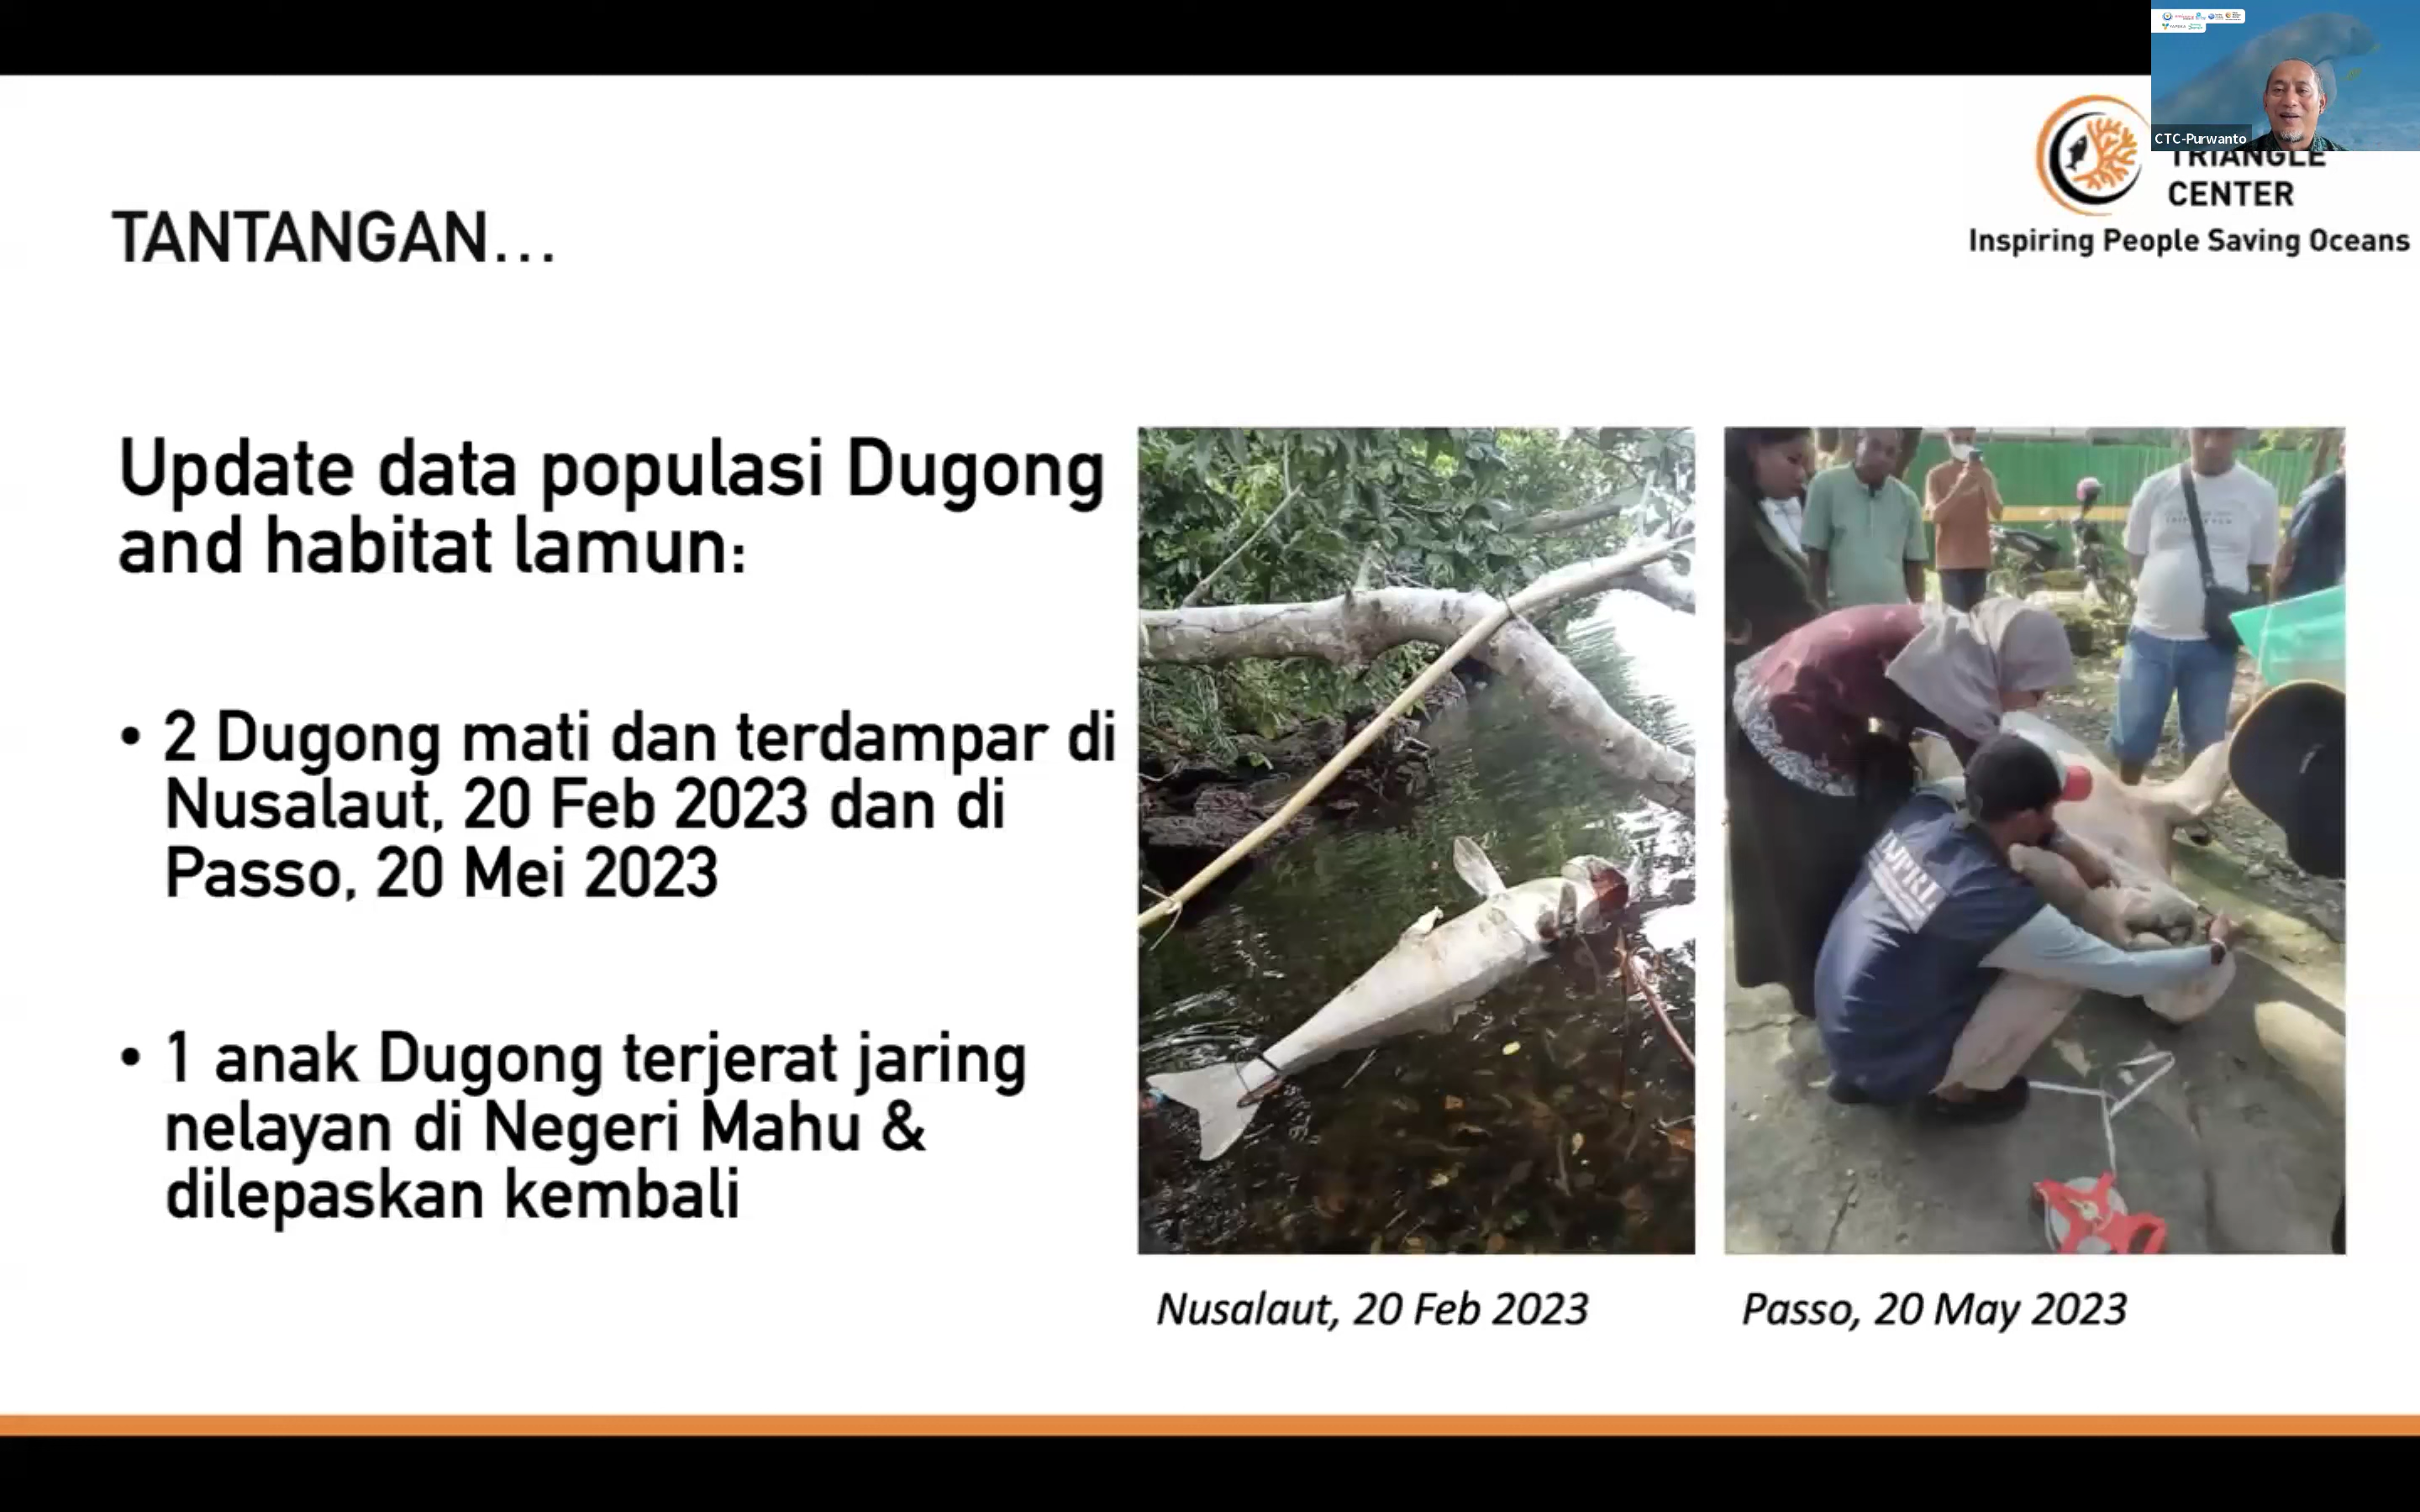 CTC-Purwanto
TRIANGLE
CENTER
Inspiring People Saving Oceans
TANTANGAN...
Update data populasi Dugong
and habitat lamun:
• 2 Dugong mati dan terdampar di
Nusalaut, 20 Feb 2023 dan di
Passo, 20 Mei 2023
• 1 anak Dugong terjerat jaring
nelayan di Negeri Mahu &
dilepaskan kembali
Nusalaut, 20 Feb 2023
Passo, 20 May 2023